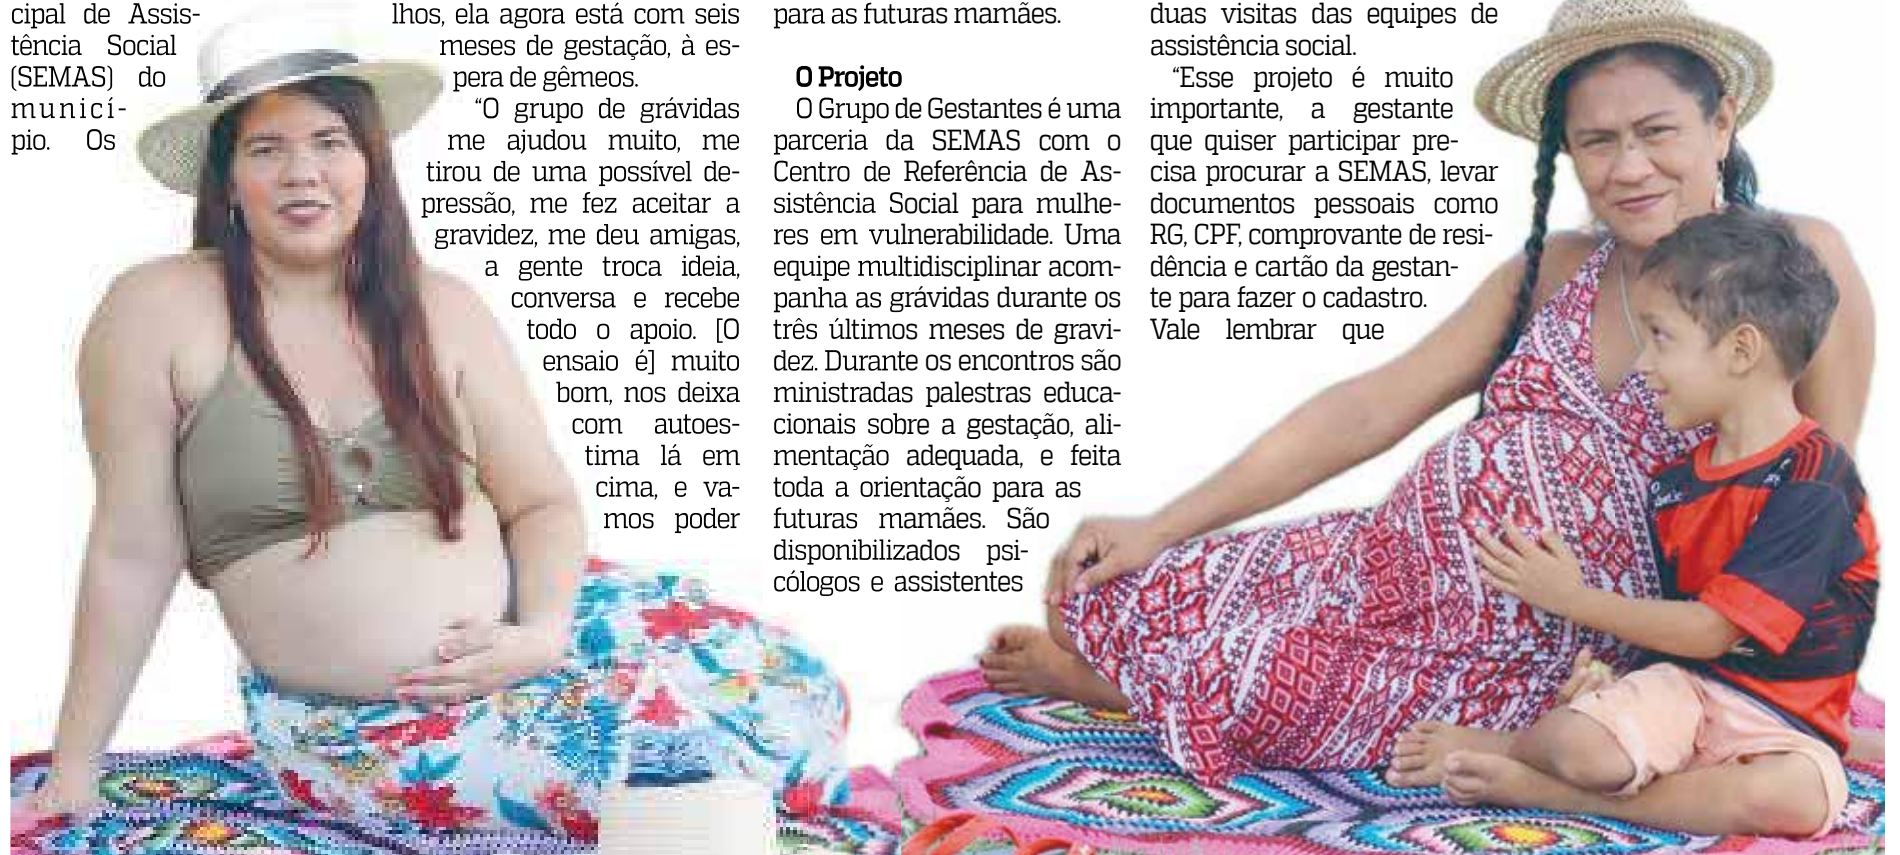 cipal de Assis-
tência Social
(SEMAS) do
municí-
pio. Os
lhos, ela agora está com seis
meses de gestação, à es-
pera de gêmeos.
"O grupo de grávidas
me ajudou muito, me
tirou de uma possível de-
pressão, me fez aceitar a
gravidez, me deu amigas,
a gente troca ideia,
conversa e recebe
todo o apoio. [O
ensaio é] muito
bom, nos deixa
com autoes-
tima lá em
cima, e va-
mos poder
para as futuras mamães.
O Projeto
O Grupo de Gestantes é uma
parceria da SEMAS com o
Centro de Referência de As-
sistência Social para mulhe-
res em vulnerabilidade. Uma
equipe multidisciplinar acom-
panha as grávidas durante os
três últimos meses de gravi-
dez. Durante os encontros são
ministradas palestras educa-
cionais sobre a gestação, ali-
mentação adequada, e feita
toda a orientação para as
futuras mamães. São
disponibilizados psi-
cólogos e assistentes
duas visitas das equipes de
assistência social.
"Esse projeto é muito
importante, a gestante
que quiser participar pre-
cisa procurar a SEMAS, levar
documentos pessoais como
RG, CPF, comprovante de resi-
dência e cartão da gestan-
te para fazer o cadastro.
Vale lembrar que